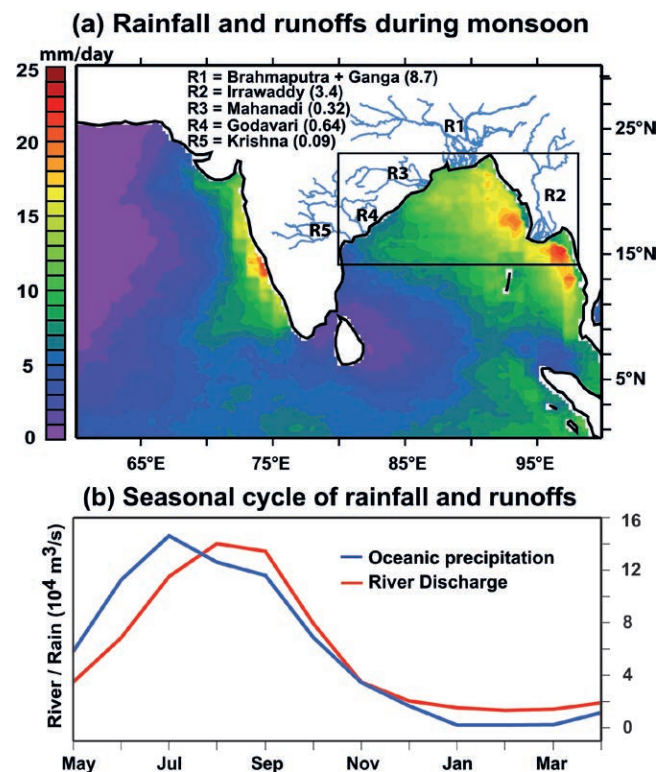 (a) Rainfall and runoffs during monsoon
mm/day
25
20
15
10
5
0
R1 = Brahmaputra + Ganga (8.7)
R2 = Irrawaddy (3.4)
R3 = Mahanadi (0.32)
R4 = Godavari (0.64)
R5 = Krishna (0.09)
R1
R2
R3
R4
R5
25°N
15°N
5°N
65°E
75°E
85°E
95°E
(b) Seasonal cycle of rainfall and runoffs
River / Rain (10⁴ m³/s)
Oceanic precipitation
River Discharge
16
12
8
4
0
May
Jul
Sep
Nov
Jan
Mar